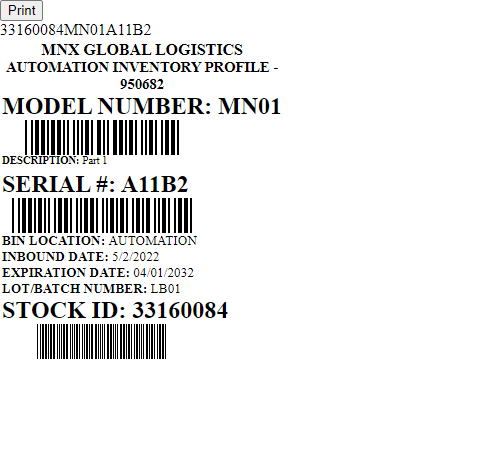 Print
33160084MN01A11B2
MNX GLOBAL LOGISTICS
AUTOMATION INVENTORY PROFILE -
950682
MODEL NUMBER: MN01
DESCRIPTION: Part 1
SERIAL #: A11B2
BIN LOCATION: AUTOMATION
INBOUND DATE: 5/2/2022
EXPIRATION DATE: 04/01/2032
LOT/BATCH NUMBER: LB01
STOCK ID: 33160084